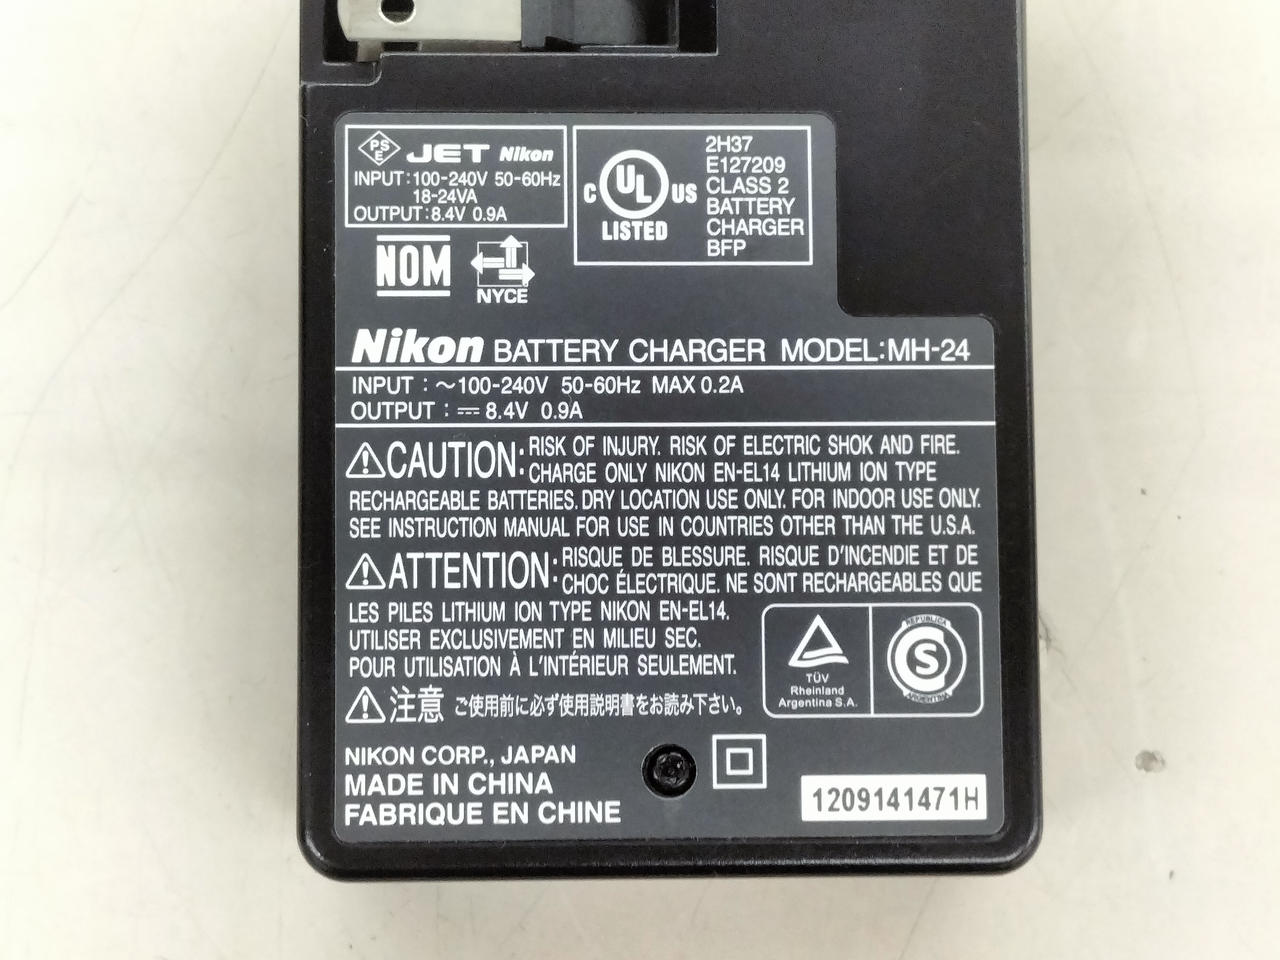 PS E JET Nikon
INPUT:100-240V 50-60Hz
18-24VA
OUTPUT:8.4V 0.9A
C UL US
LISTED
2H37
E127209
CLASS 2
BATTERY
CHARGER
BFP
NOM
NYCE
Nikon BATTERY CHARGER MODEL:MH-24
INPUT : ～100-240V 50-60Hz MAX 0.2A
OUTPUT : ⎓ 8.4V 0.9A
⚠CAUTION: RISK OF INJURY. RISK OF ELECTRIC SHOK AND FIRE.
CHARGE ONLY NIKON EN-EL14 LITHIUM ION TYPE
RECHARGEABLE BATTERIES. DRY LOCATION USE ONLY. FOR INDOOR USE ONLY.
SEE INSTRUCTION MANUAL FOR USE IN COUNTRIES OTHER THAN THE U.S.A.
⚠ATTENTION: RISQUE DE BLESSURE. RISQUE D'INCENDIE ET DE
CHOC ÉLECTRIQUE. NE SONT RECHARGEABLES QUE
LES PILES LITHIUM ION TYPE NIKON EN-EL14.
UTILISER EXCLUSIVEMENT EN MILIEU SEC.
POUR UTILISATION À L'INTÉRIEUR SEULEMENT.
⚠注意 ご使用前に必ず使用説明書をお読み下さい。
TÜV
Rheinland
Argentina S.A.
REPUBLICA
S
ARGENTINA
NIKON CORP., JAPAN
MADE IN CHINA
FABRIQUE EN CHINE
1209141471H